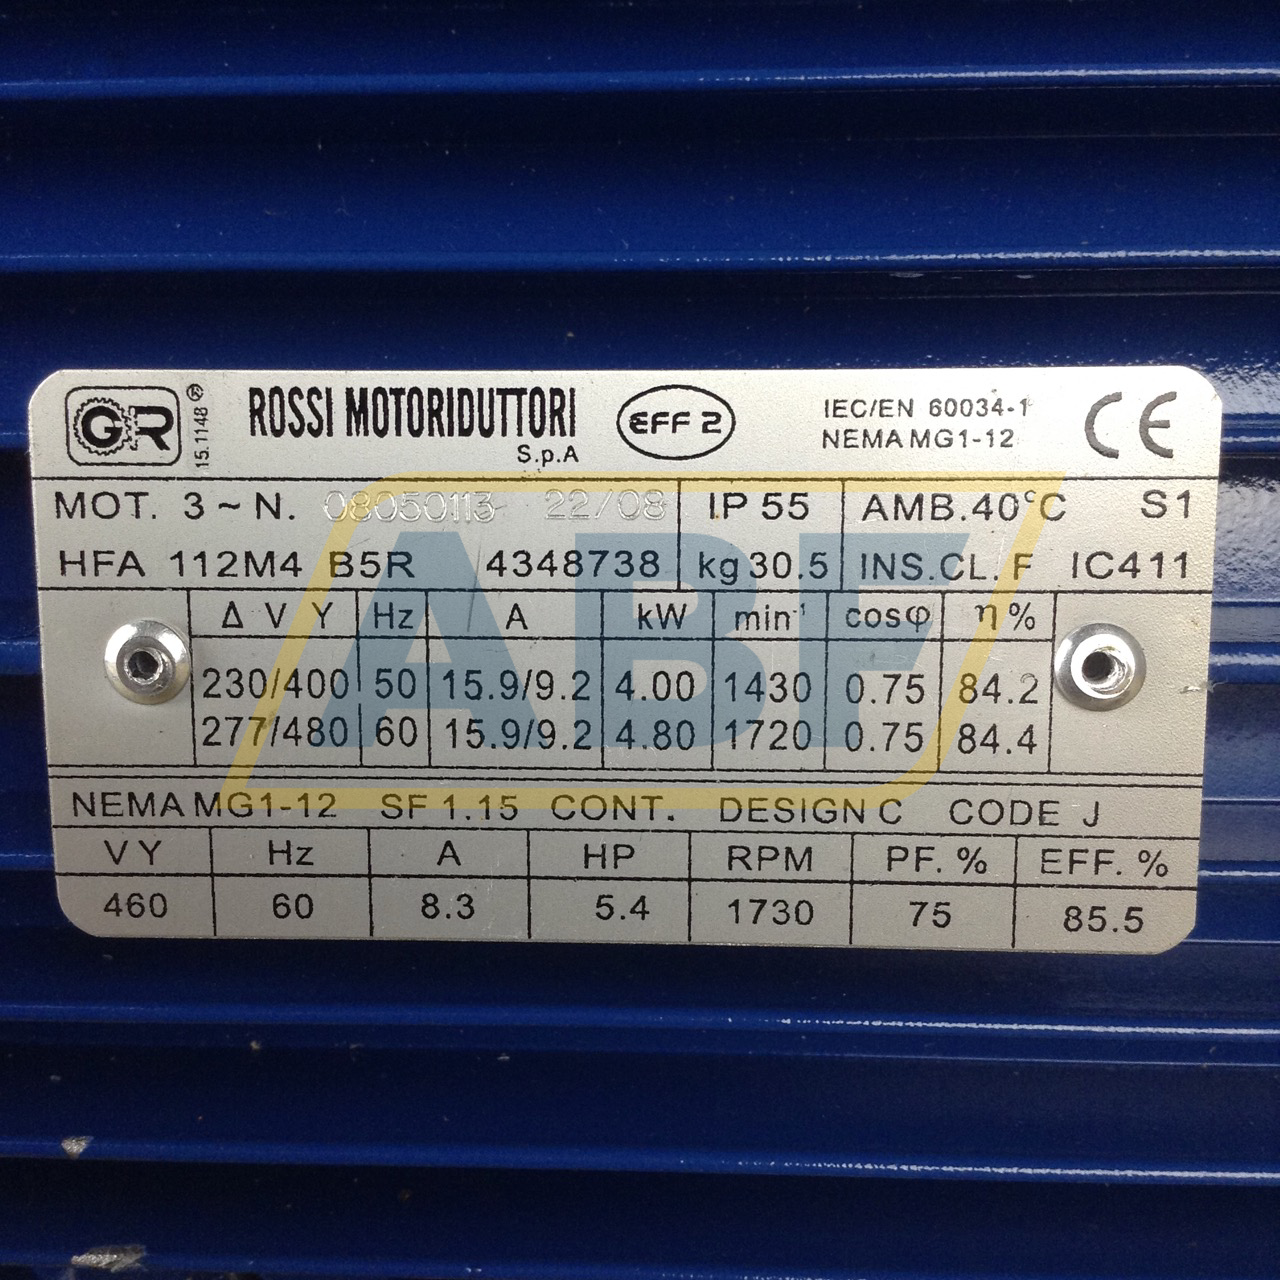 GR ® 15.1148 ROSSI MOTORIDUTTORI S.p.A EFF 2 IEC/EN 60034-1 NEMA MG1-12 CE
MOT. 3~N. 08050113 22/08 IP 55 AMB.40°C S1
HFA 112M4 B5R 4348738 kg 30.5 INS.CL. F IC411
Δ V Y Hz A kW min⁻¹ cosφ η %
230/400 50 15.9/9.2 4.00 1430 0.75 84.2
277/480 60 15.9/9.2 4.80 1720 0.75 84.4
NEMA MG1-12 SF 1.15 CONT. DESIGN C CODE J
V Y Hz A HP RPM PF. % EFF. %
460 60 8.3 5.4 1730 75 85.5
ABF